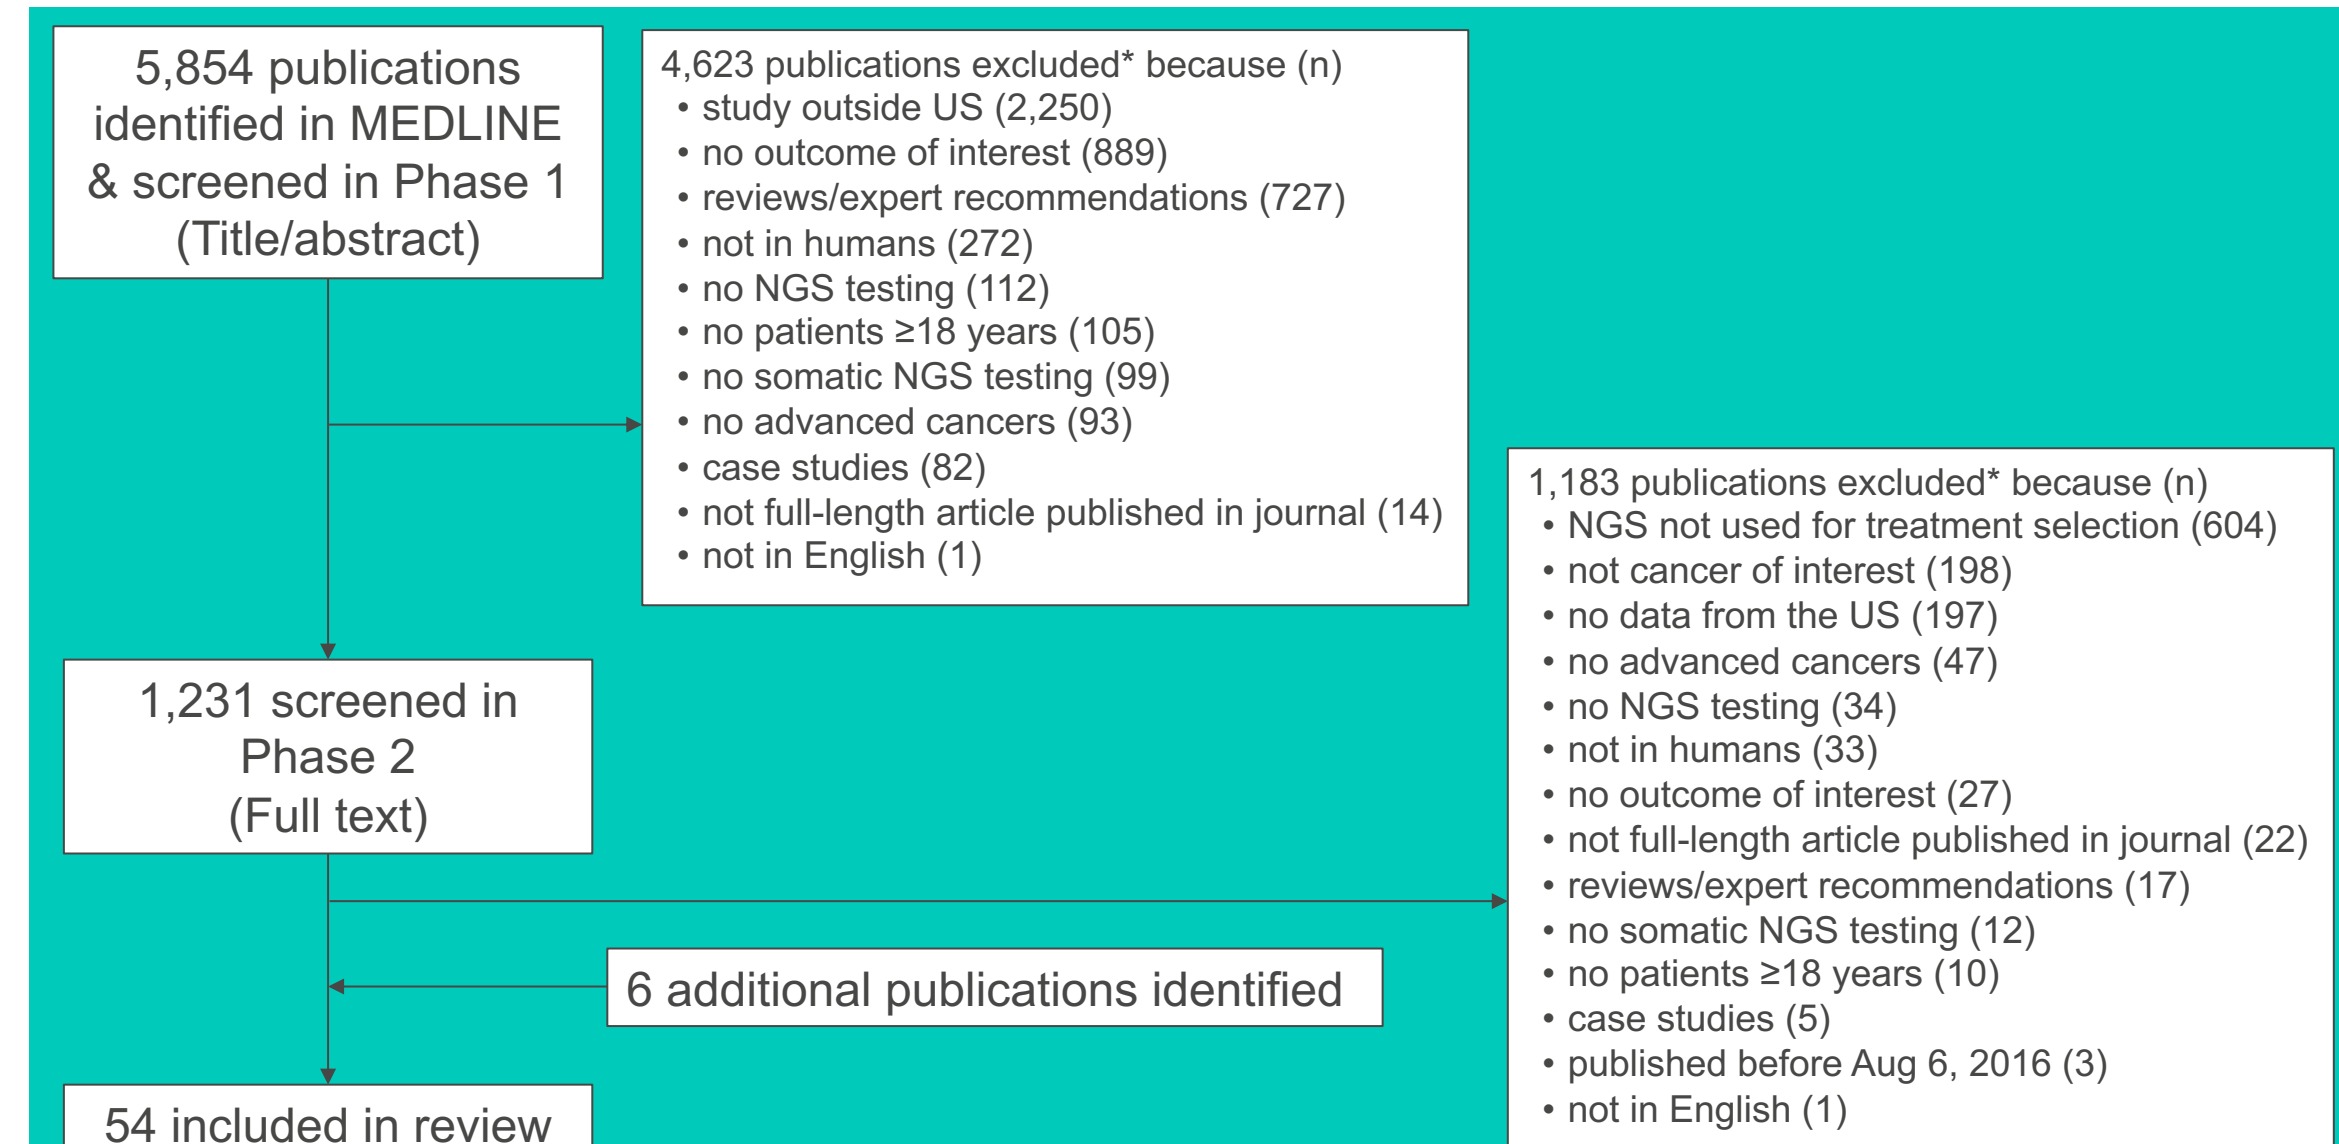 5,854 publications
identified in MEDLINE
& screened in Phase 1
(Title/abstract)
4,623 publications excluded* because (n)
• study outside US (2,250)
• no outcome of interest (889)
• reviews/expert recommendations (727)
• not in humans (272)
• no NGS testing (112)
• no patients ≥18 years (105)
• no somatic NGS testing (99)
• no advanced cancers (93)
• case studies (82)
• not full-length article published in journal (14)
• not in English (1)
1,231 screened in
Phase 2
(Full text)
1,183 publications excluded* because (n)
• NGS not used for treatment selection (604)
• not cancer of interest (198)
• no data from the US (197)
• no advanced cancers (47)
• no NGS testing (34)
• not in humans (33)
• no outcome of interest (27)
• not full-length article published in journal (22)
• reviews/expert recommendations (17)
• no somatic NGS testing (12)
• no patients ≥18 years (10)
• case studies (5)
• published before Aug 6, 2016 (3)
• not in English (1)
6 additional publications identified
54 included in review